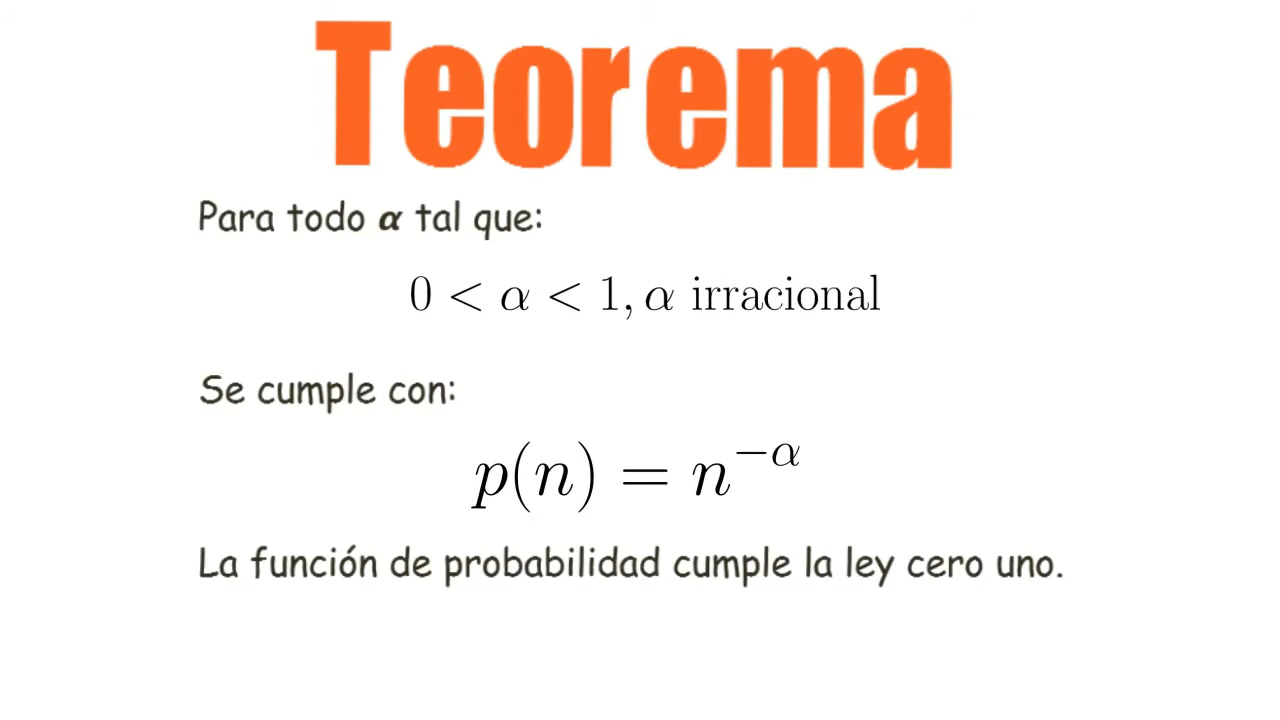 Teorema
Para todo α tal que:
0 < α < 1, α irracional
Se cumple con:
p(n) = n^{-α}
La función de probabilidad cumple la ley cero uno.